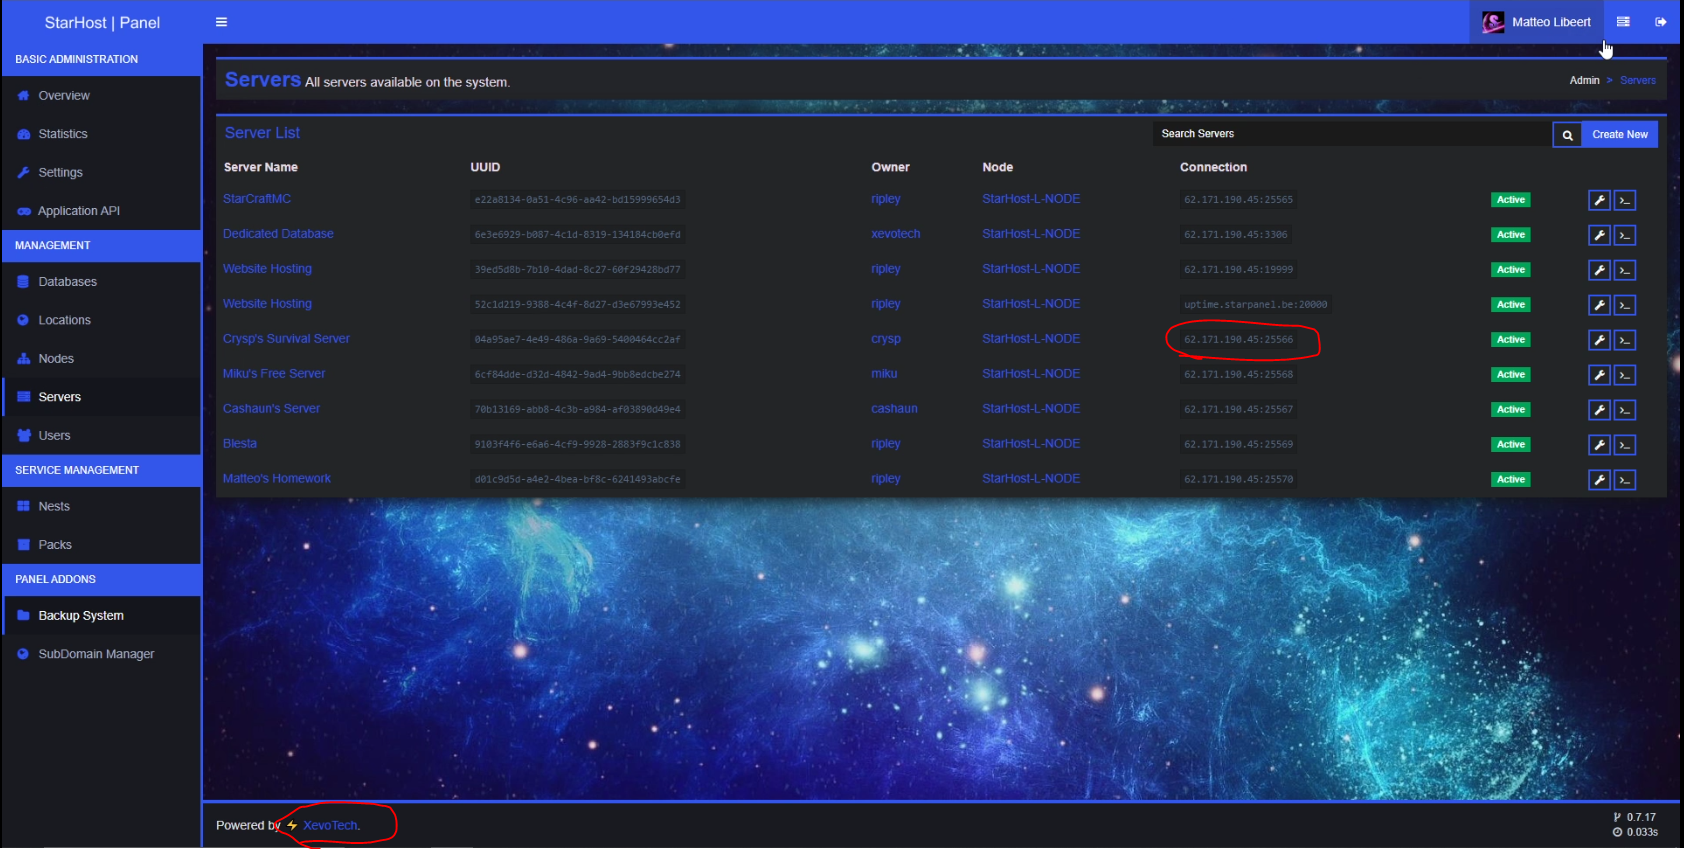 StarHost | Panel
Matteo Libeert
BASIC ADMINISTRATION
Overview
Statistics
Settings
Application API
MANAGEMENT
Databases
Locations
Nodes
Servers
Users
SERVICE MANAGEMENT
Nests
Packs
PANEL ADDONS
Backup System
SubDomain Manager
Servers All servers available on the system.
Admin > Servers
Server List
Search Servers
Create New
Server Name UUID Owner Node Connection
StarCraftMC e22a8134-0a51-4c96-aa42-bd15999654d3 ripley StarHost-L-NODE 62.171.190.45:25565 Active
Dedicated Database 6e3e6929-b087-4c1d-8319-134184cb0efd xevotech StarHost-L-NODE 62.171.190.45:3306 Active
Website Hosting 39ed5d8b-7b10-4dad-8c27-60f29428bd77 ripley StarHost-L-NODE 62.171.190.45:19999 Active
Website Hosting 52c1d219-9388-4c4f-8d27-d3e67993e452 ripley StarHost-L-NODE uptime.starpanel.be:20000 Active
Crysp's Survival Server 04a95ae7-4e49-486a-9a69-5400464cc2af crysp StarHost-L-NODE 62.171.190.45:25566 Active
Miku's Free Server 6cf84dde-d32d-4842-9ad4-9bb8edcbe274 miku StarHost-L-NODE 62.171.190.45:25568 Active
Cashaun's Server 70b13169-abb8-4c3b-a984-af03890d49e4 cashaun StarHost-L-NODE 62.171.190.45:25567 Active
Blesta 9103f4f6-e6a6-4cf9-9928-2883f9c1c838 ripley StarHost-L-NODE 62.171.190.45:25569 Active
Matteo's Homework d01c9d5d-a4e2-4bea-bf8c-6241493abcfe ripley StarHost-L-NODE 62.171.190.45:25570 Active
Powered by ⚡ XevoTech.
0.7.17
0.033s